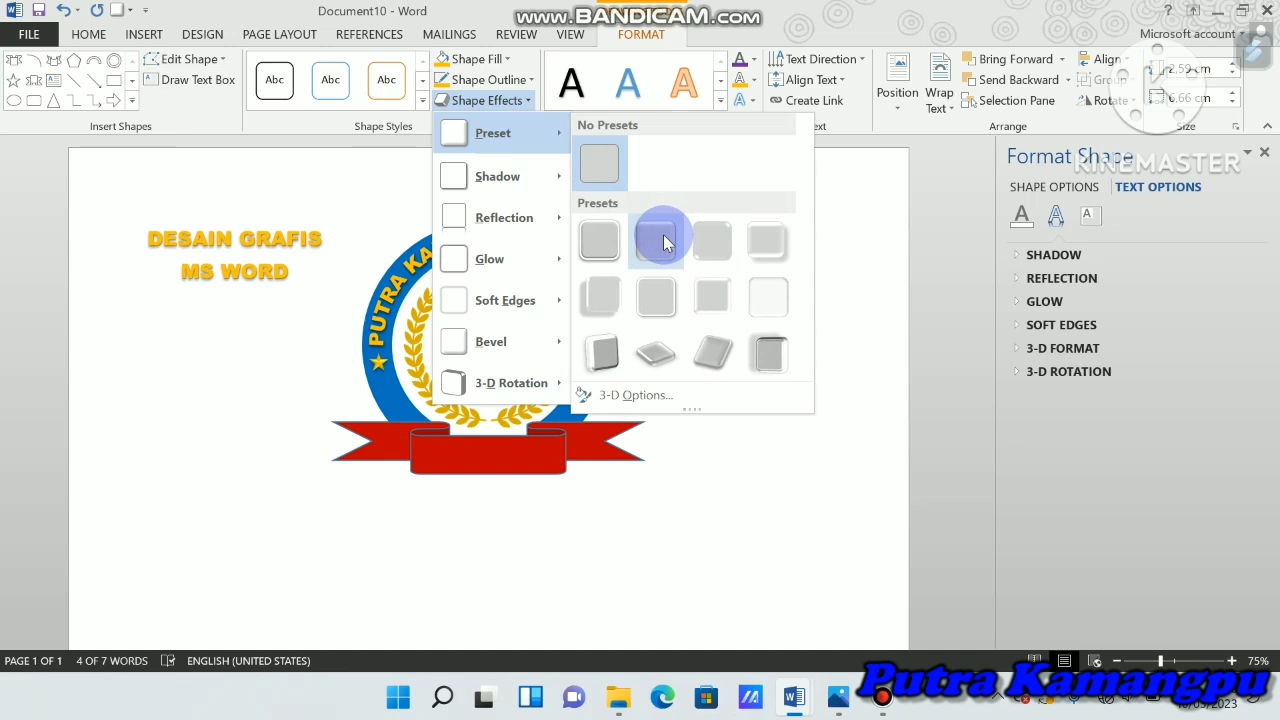 Document10 - Word
www.BANDICAM.com
FILE HOME INSERT DESIGN PAGE LAYOUT REFERENCES MAILINGS REVIEW VIEW FORMAT
Microsoft account
Edit Shape
Draw Text Box
Insert Shapes
Abc Abc Abc
Shape Styles
Shape Fill
Shape Outline
Shape Effects
A A A
Text Direction
Align Text
Create Link
Position
Wrap Text
Bring Forward
Send Backward
Selection Pane
Align
Group
Rotate
Arrange
2,59 cm
6,66 cm
Size
Preset
Shadow
Reflection
Glow
Soft Edges
Bevel
3-D Rotation
No Presets
Presets
3-D Options...
Format Shape
KINEMASTER
SHAPE OPTIONS TEXT OPTIONS
SHADOW
REFLECTION
GLOW
SOFT EDGES
3-D FORMAT
3-D ROTATION
DESAIN GRAFIS
MS WORD
PUTRA KA
PAGE 1 OF 1 4 OF 7 WORDS ENGLISH (UNITED STATES)
75%
Putra Kamangpu